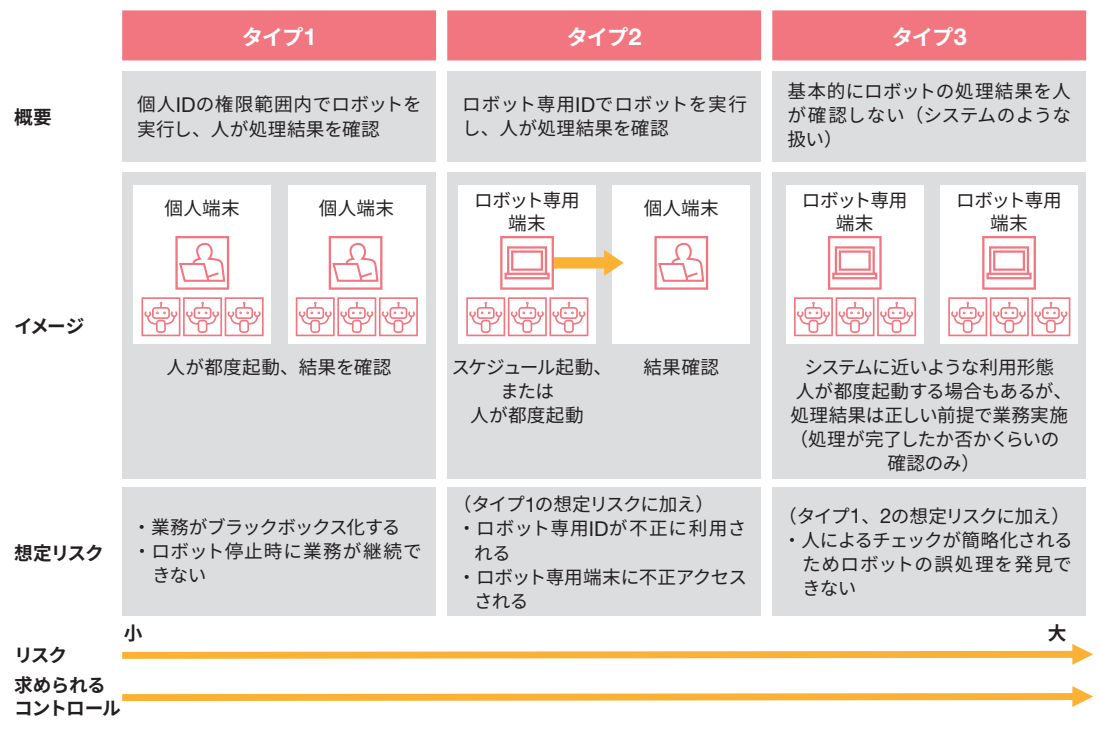 タイプ1
タイプ2
タイプ3
概要
個人IDの権限範囲内でロボットを
実行し、人が処理結果を確認
ロボット専用IDでロボットを実行
し、人が処理結果を確認
基本的にロボットの処理結果を人
が確認しない（システムのような
扱い）
イメージ
個人端末
個人端末
人が都度起動、結果を確認
ロボット専用
端末
個人端末
スケジュール起動、
または
人が都度起動
結果確認
ロボット専用
端末
ロボット専用
端末
システムに近いような利用形態
人が都度起動する場合もあるが、
処理結果は正しい前提で業務実施
（処理が完了したか否かくらいの
確認のみ）
想定リスク
・業務がブラックボックス化する
・ロボット停止時に業務が継続で
きない
（タイプ1の想定リスクに加え）
・ロボット専用IDが不正に利用さ
れる
・ロボット専用端末に不正アクセス
される
（タイプ1、2の想定リスクに加え）
・人によるチェックが簡略化される
ためロボットの誤処理を発見で
きない
小
大
リスク
求められる
コントロール